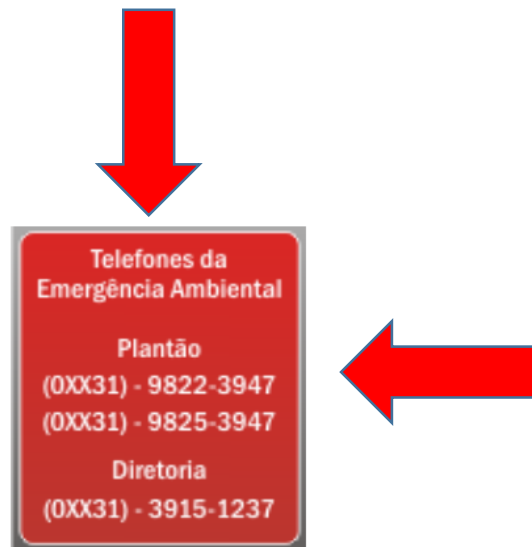 Telefones da
Emergência Ambiental
Plantão
(0XX31) - 9822-3947
(0XX31) - 9825-3947
Diretoria
(0XX31) - 3915-1237